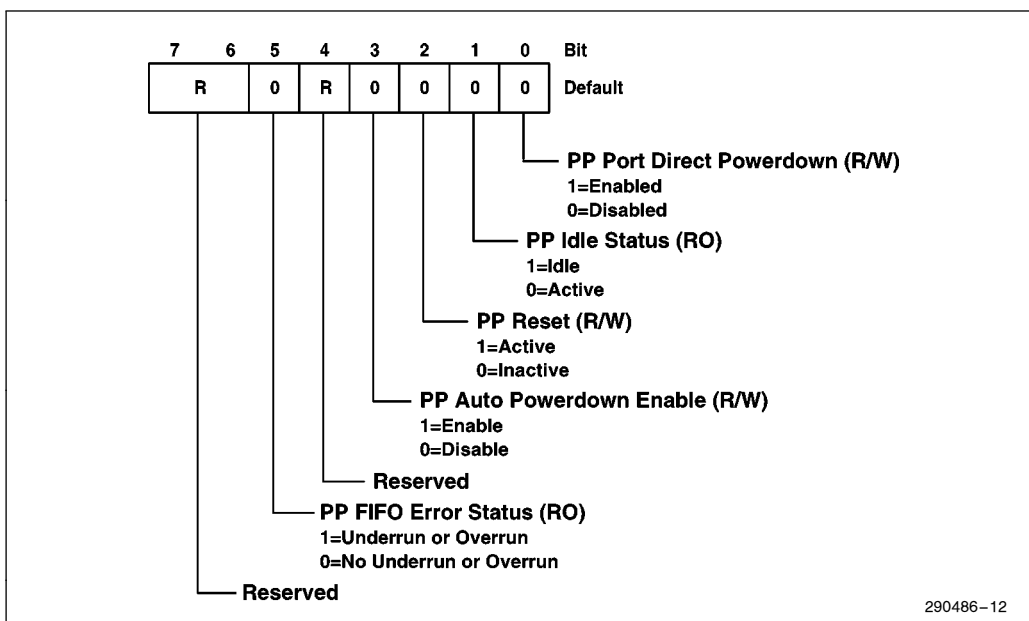 7 6 5 4 3 2 1 0 Bit
R 0 R 0 0 0 0 Default
PP Port Direct Powerdown (R/W)
1=Enabled
0=Disabled
PP Idle Status (RO)
1=Idle
0=Active
PP Reset (R/W)
1=Active
0=Inactive
PP Auto Powerdown Enable (R/W)
1=Enable
0=Disable
Reserved
PP FIFO Error Status (RO)
1=Underrun or Overrun
0=No Underrun or Overrun
Reserved
290486–12